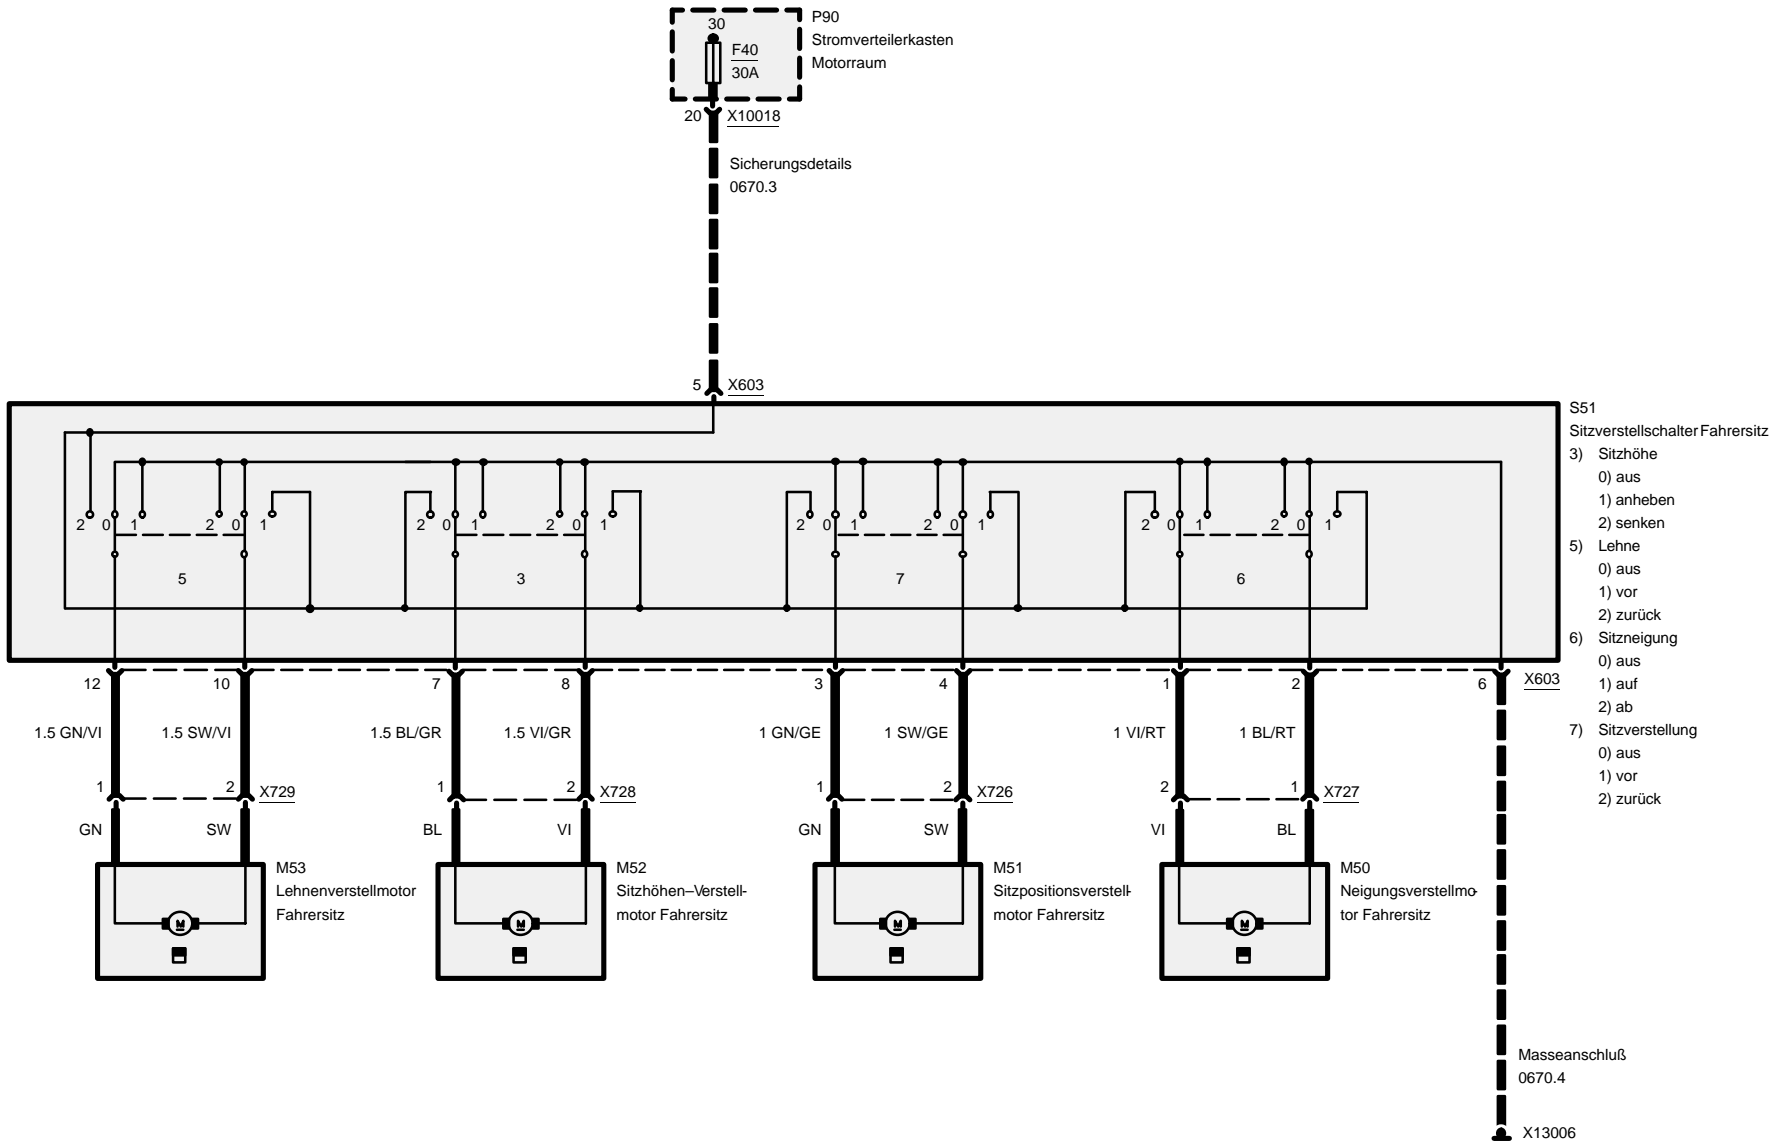 30
P90
Stromverteilerkasten
Motorraum
F40
30A
20 X10018
Sicherungsdetails
0670.3
5 X603
S51
Sitzverstellschalter Fahrersitz
3) Sitzhöhe
0) aus
1) anheben
2) senken
5) Lehne
0) aus
1) vor
2) zurück
6) Sitzneigung
0) aus
1) auf
2) ab
7) Sitzverstellung
0) aus
1) vor
2) zurück
2 0 1 2 0 1 2 0 1 2 0 1 2 0 1 2 0 1 2 0 1 2 0 1
5 3 7 6
12 10 7 8 3 4 1 2 6 X603
1.5 GN/VI 1.5 SW/VI 1.5 BL/GR 1.5 VI/GR 1 GN/GE 1 SW/GE 1 VI/RT 1 BL/RT
1 2 X729 1 2 X728 1 2 X726 2 1 X727
GN SW BL VI GN SW VI BL
M53
Lehnenverstellmotor
Fahrersitz
M
M52
Sitzhöhen–Verstell-
motor Fahrersitz
M
M51
Sitzpositionsverstell-
motor Fahrersitz
M
M50
Neigungsverstellmo-
tor Fahrersitz
M
Masseanschluß
0670.4
X13006